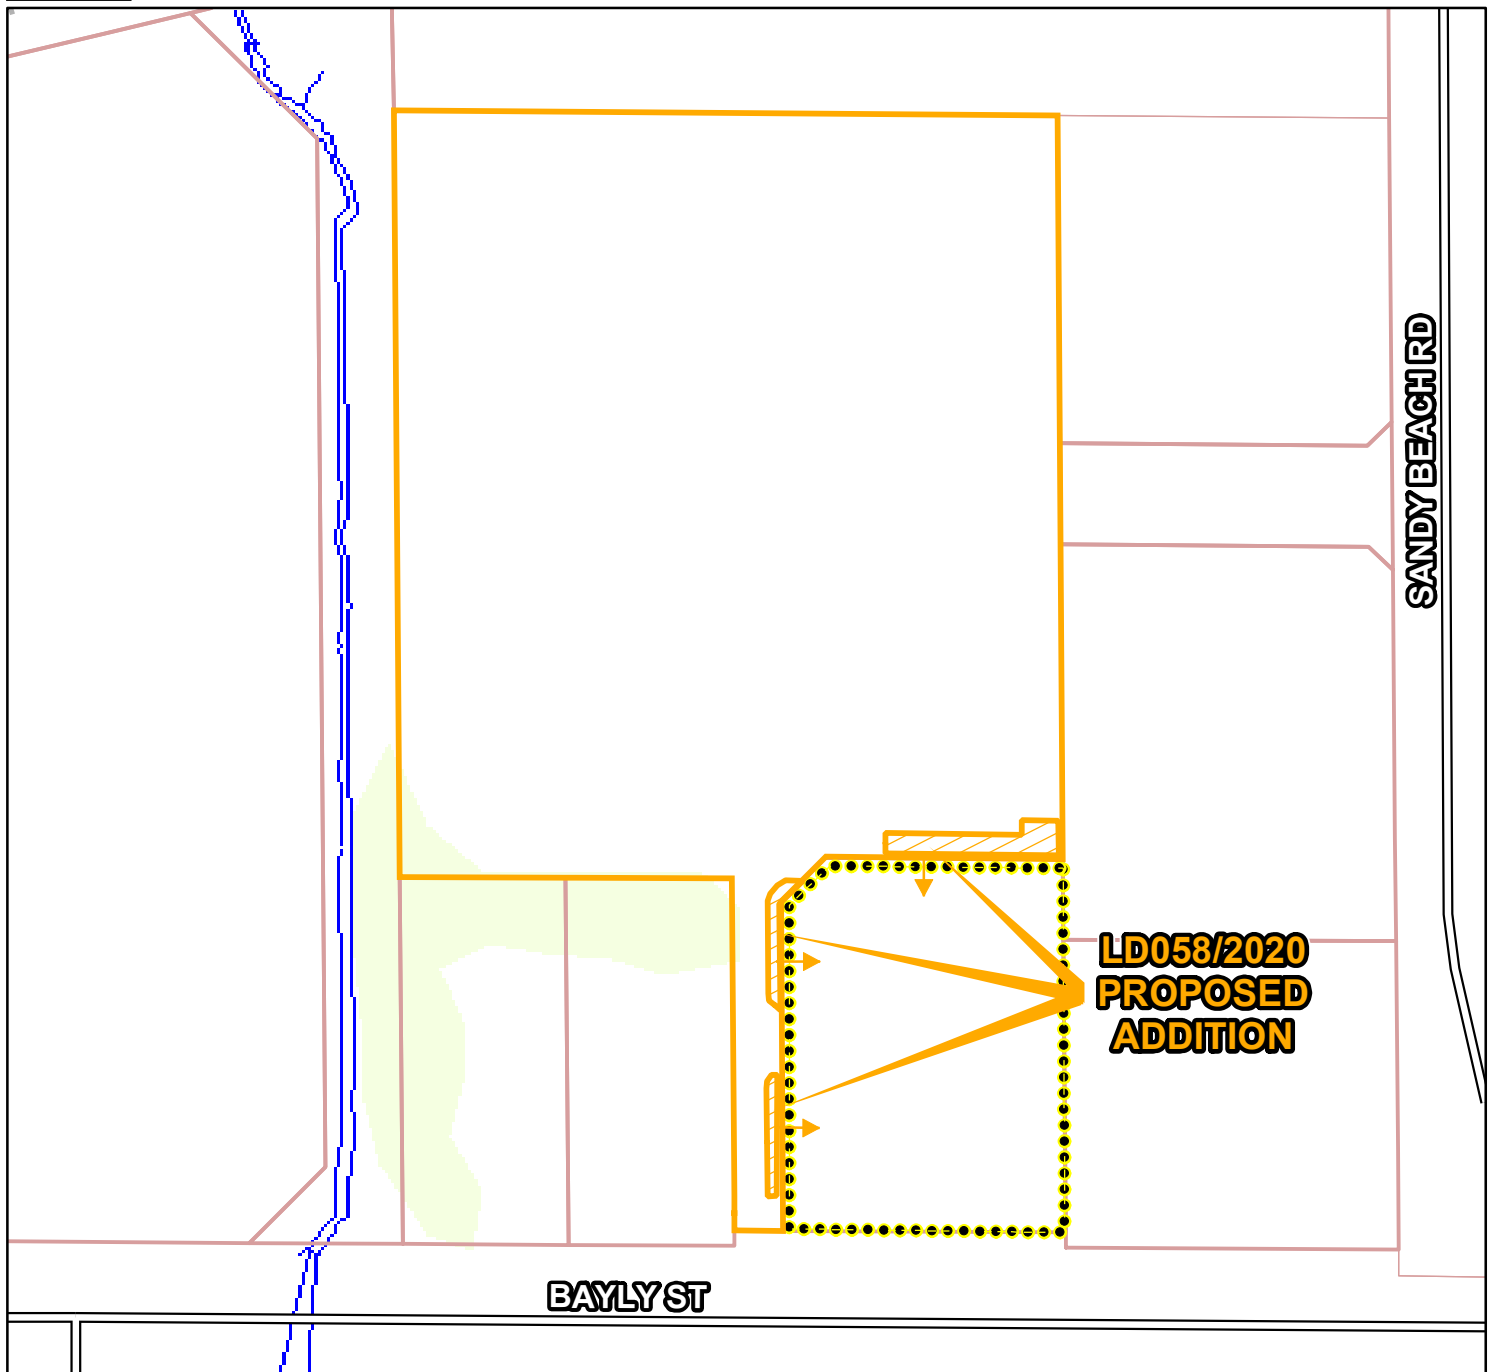 SANDY BEACH RD
LD058/2020
PROPOSED
ADDITION
BAYLY ST